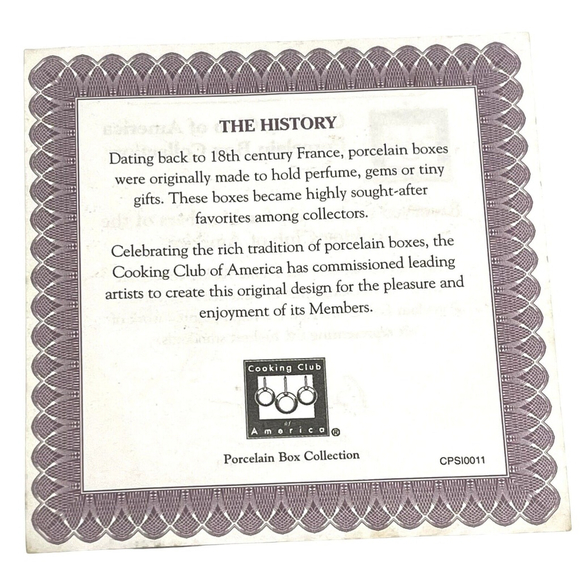 THE HISTORY
Dating back to 18th century France, porcelain boxes
were originally made to hold perfume, gems or tiny
gifts. These boxes became highly sought-after
favorites among collectors.
Celebrating the rich tradition of porcelain boxes, the
Cooking Club of America has commissioned leading
artists to create this original design for the pleasure and
enjoyment of its Members.
Cooking Club
of
America®
Porcelain Box Collection
CPSI0011